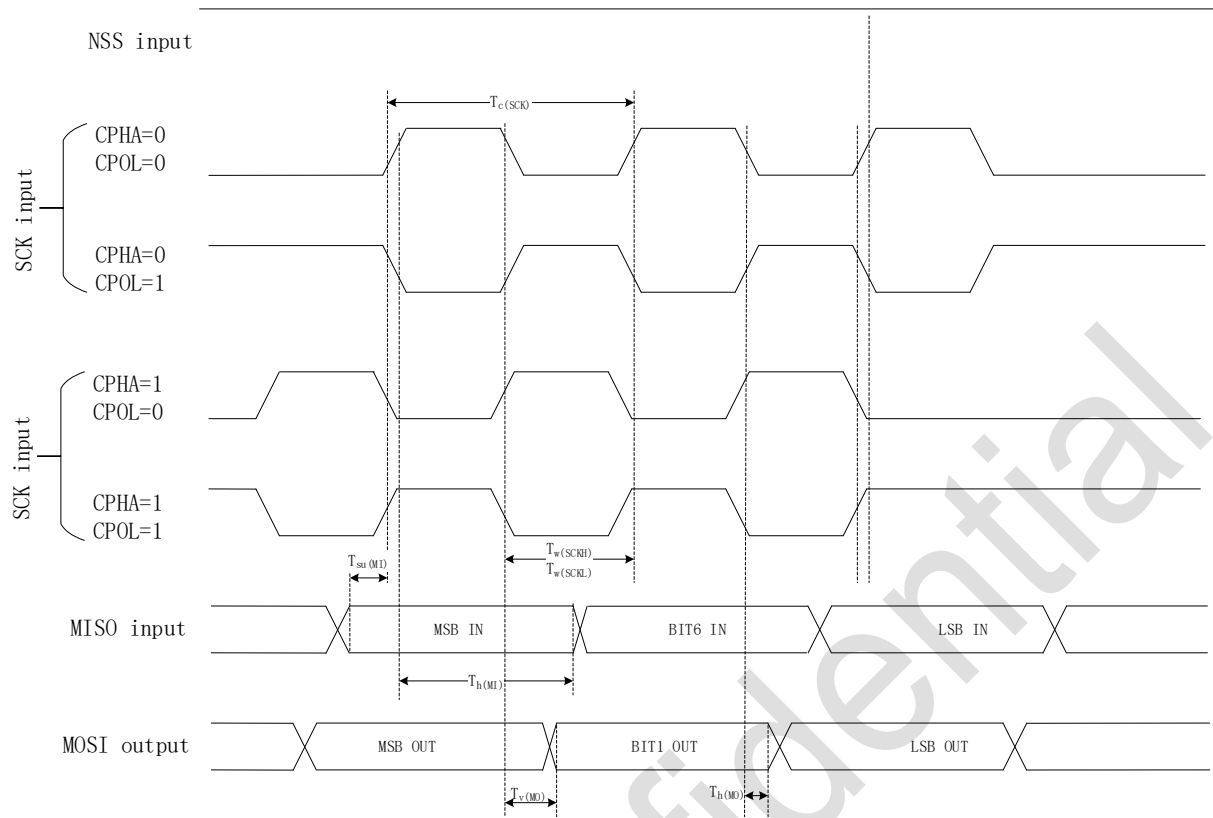 NSS input
Tc(SCK)
SCK input
CPHA=0
CPOL=0
CPHA=0
CPOL=1
SCK input
CPHA=1
CPOL=0
CPHA=1
CPOL=1
Tw(SCKH)
Tw(SCKL)
Tsu(MI)
MISO input
MSB IN
BIT6 IN
LSB IN
Th(MI)
MOSI output
MSB OUT
BIT1 OUT
LSB OUT
Tv(MO)
Th(MO)